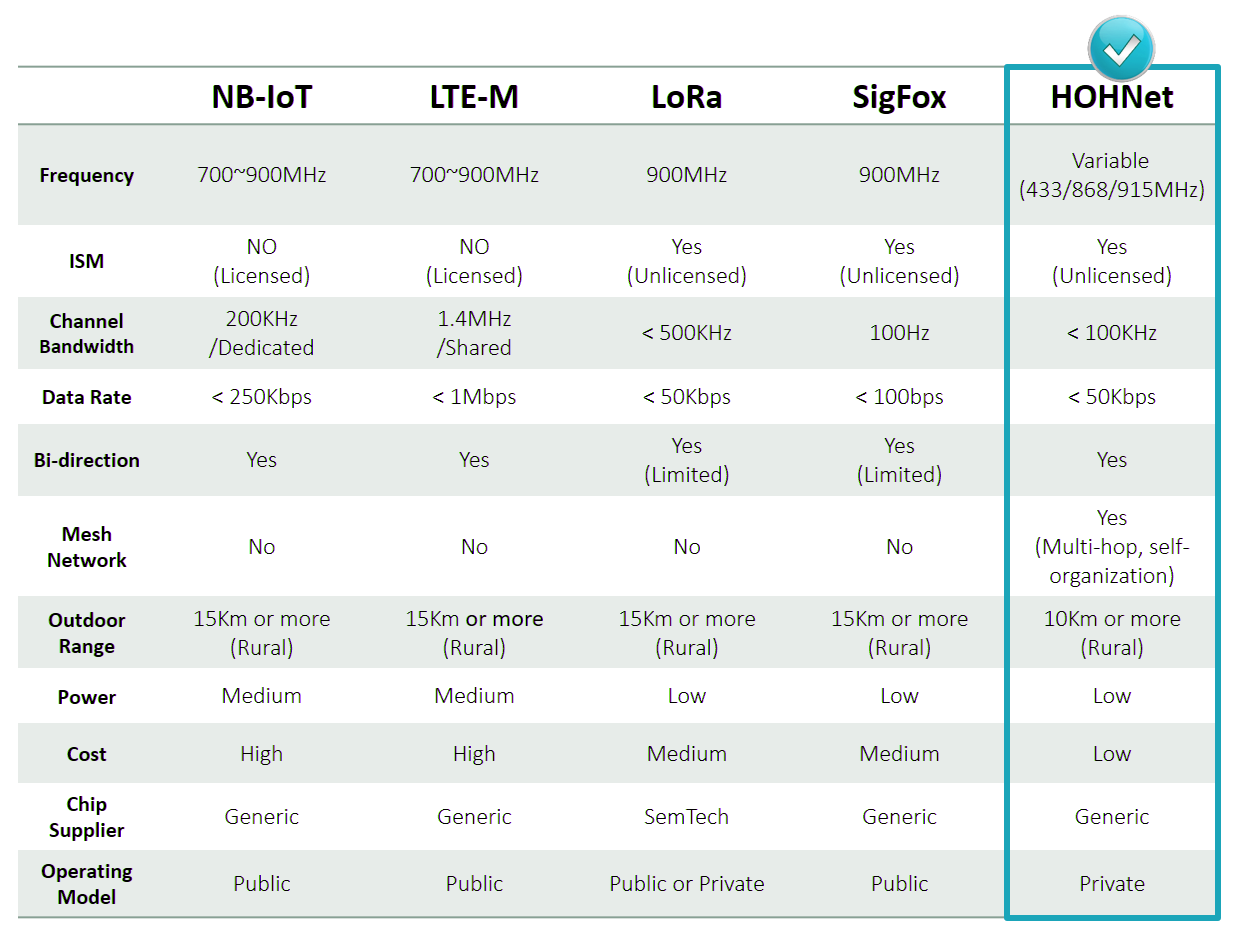 NB-IoT LTE-M LoRa SigFox HOHNet
Frequency 700~900MHz 700~900MHz 900MHz 900MHz Variable
(433/868/915MHz)
ISM NO
(Licensed) NO
(Licensed) Yes
(Unlicensed) Yes
(Unlicensed) Yes
(Unlicensed)
Channel
Bandwidth 200KHz
/Dedicated 1.4MHz
/Shared < 500KHz 100Hz < 100KHz
Data Rate < 250Kbps < 1Mbps < 50Kbps < 100bps < 50Kbps
Bi-direction Yes Yes Yes
(Limited) Yes
(Limited) Yes
Mesh
Network No No No No Yes
(Multi-hop, self-
organization)
Outdoor
Range 15Km or more
(Rural) 15Km or more
(Rural) 15Km or more
(Rural) 15Km or more
(Rural) 10Km or more
(Rural)
Power Medium Medium Low Low Low
Cost High High Medium Medium Low
Chip
Supplier Generic Generic SemTech Generic Generic
Operating
Model Public Public Public or Private Public Private